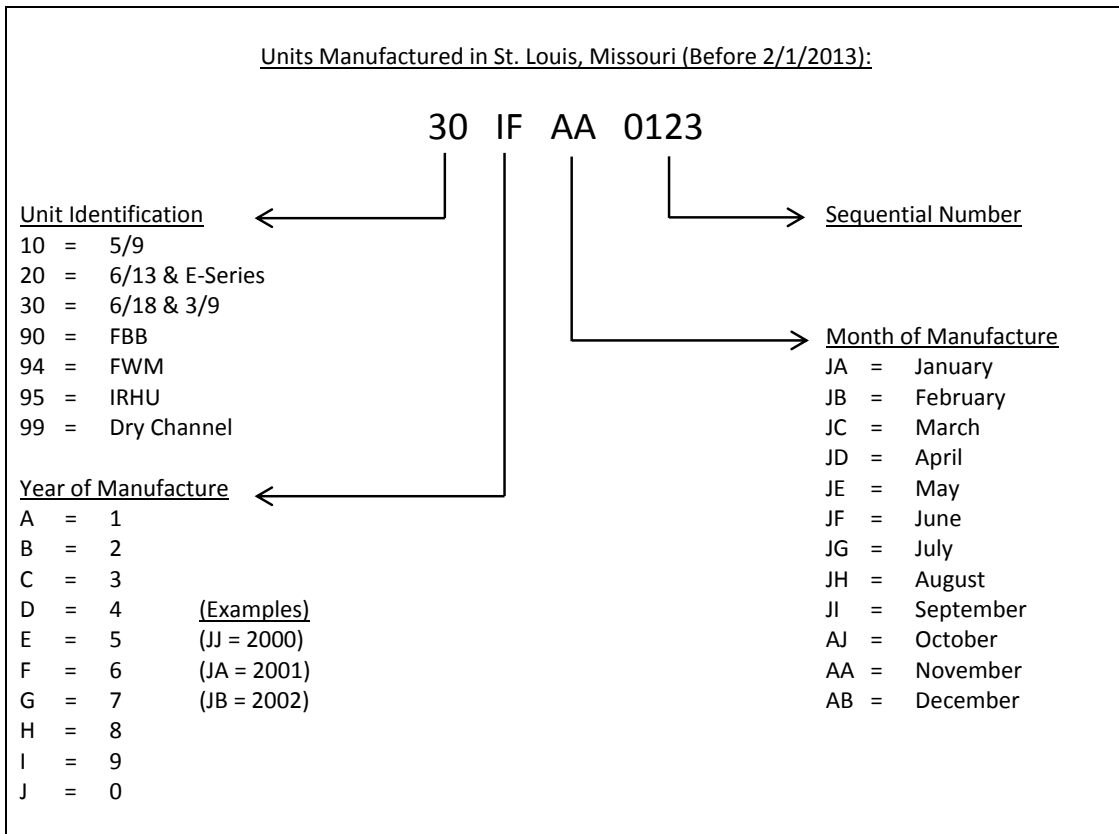 Units Manufactured in St. Louis, Missouri (Before 2/1/2013):
30 IF AA 0123
Unit Identification
10 = 5/9
20 = 6/13 & E-Series
30 = 6/18 & 3/9
90 = FBB
94 = FWM
95 = IRHU
99 = Dry Channel
Year of Manufacture
A = 1
B = 2
C = 3
D = 4 (Examples)
E = 5 (JJ = 2000)
F = 6 (JA = 2001)
G = 7 (JB = 2002)
H = 8
I = 9
J = 0
Sequential Number
Month of Manufacture
JA = January
JB = February
JC = March
JD = April
JE = May
JF = June
JG = July
JH = August
JI = September
AJ = October
AA = November
AB = December